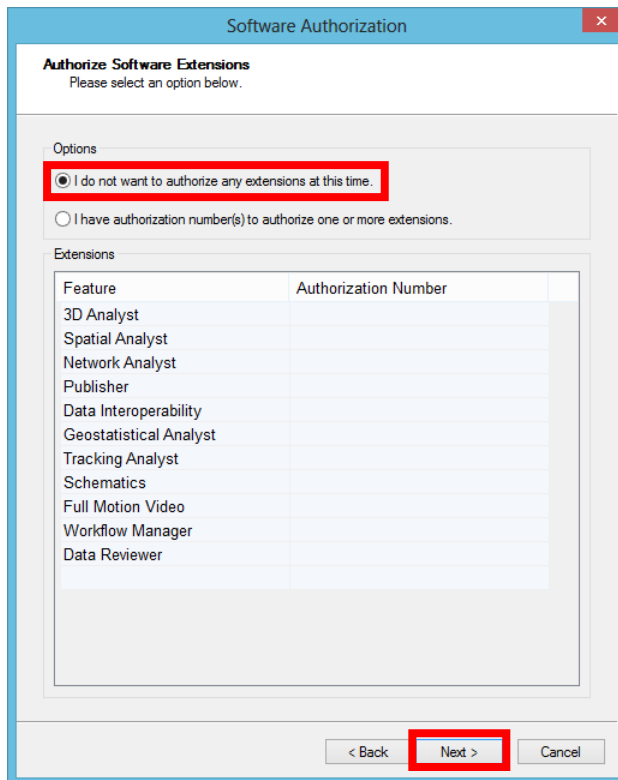 Software Authorization
Authorize Software Extensions
Please select an option below.
Options
I do not want to authorize any extensions at this time.
I have authorization number(s) to authorize one or more extensions.
Extensions
Feature Authorization Number
3D Analyst
Spatial Analyst
Network Analyst
Publisher
Data Interoperability
Geostatistical Analyst
Tracking Analyst
Schematics
Full Motion Video
Workflow Manager
Data Reviewer
< Back Next > Cancel